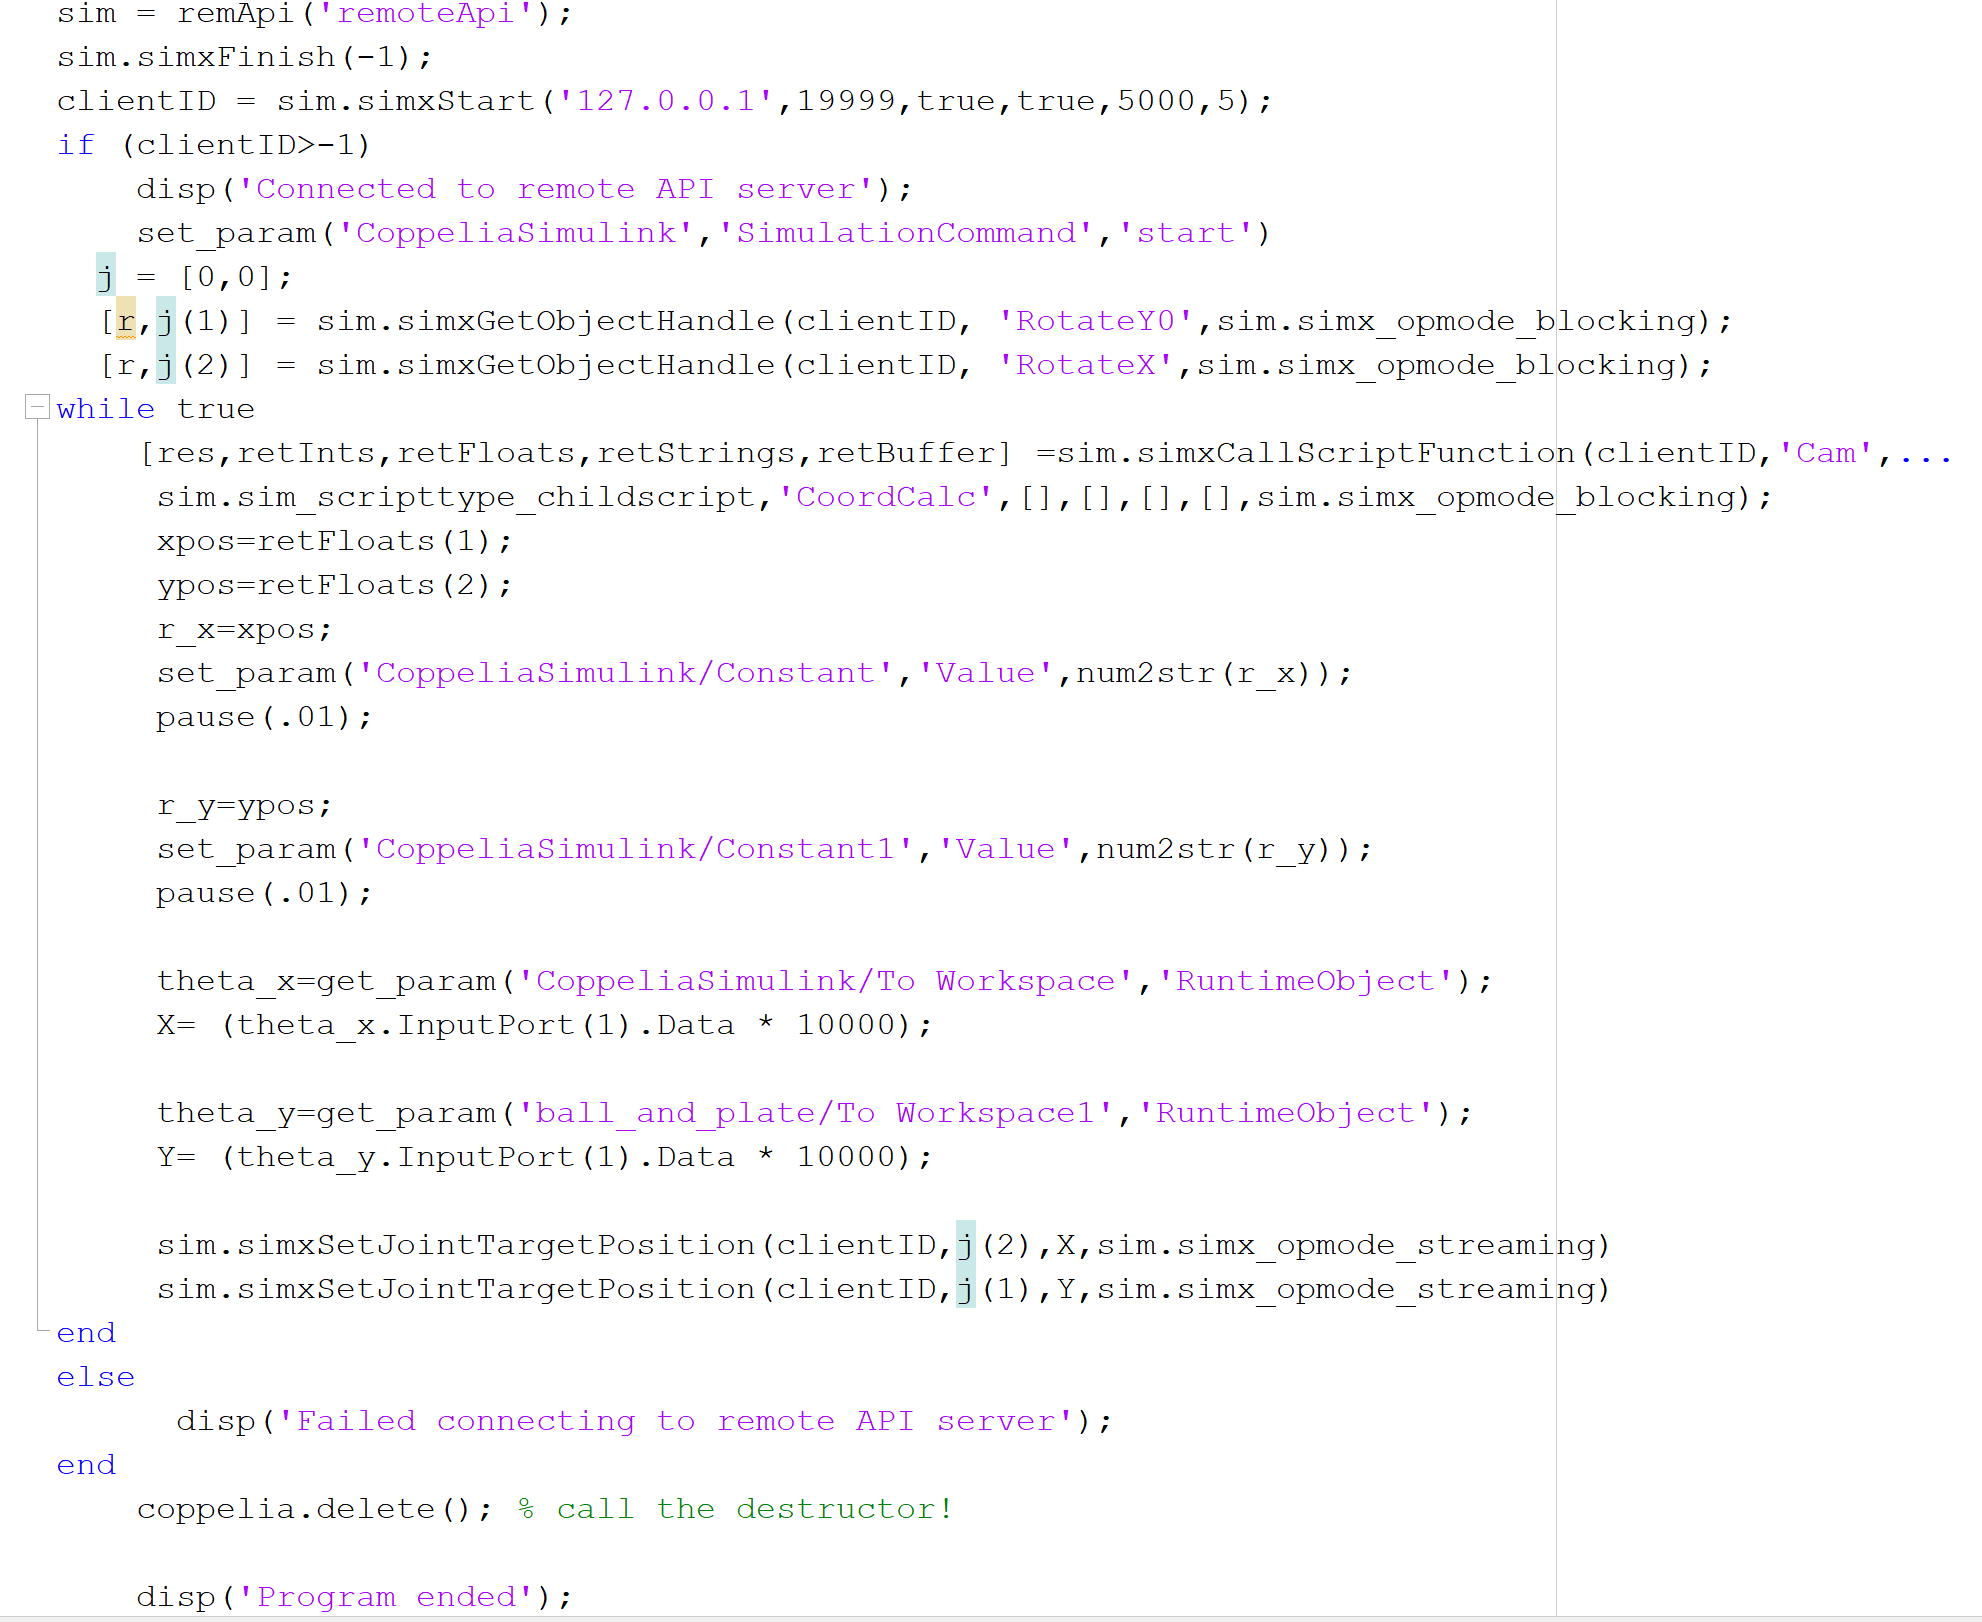 sim = remApi('remoteApi');
sim.simxFinish(-1);
clientID = sim.simxStart('127.0.0.1',19999,true,true,5000,5);
if (clientID>-1)
    disp('Connected to remote API server');
    set_param('CoppeliaSimulink','SimulationCommand','start')
  j = [0,0];
  [r,j(1)] = sim.simxGetObjectHandle(clientID, 'RotateY0',sim.simx_opmode_blocking);
  [r,j(2)] = sim.simxGetObjectHandle(clientID, 'RotateX',sim.simx_opmode_blocking);
while true
    [res,retInts,retFloats,retStrings,retBuffer] =sim.simxCallScriptFunction(clientID,'Cam',...
     sim.sim_scripttype_childscript,'CoordCalc',[],[],[],[],sim.simx_opmode_blocking);
     xpos=retFloats(1);
     ypos=retFloats(2);
     r_x=xpos;
     set_param('CoppeliaSimulink/Constant','Value',num2str(r_x));
     pause(.01);
     r_y=ypos;
     set_param('CoppeliaSimulink/Constant1','Value',num2str(r_y));
     pause(.01);
     theta_x=get_param('CoppeliaSimulink/To Workspace','RuntimeObject');
     X= (theta_x.InputPort(1).Data * 10000);
     theta_y=get_param('ball_and_plate/To Workspace1','RuntimeObject');
     Y= (theta_y.InputPort(1).Data * 10000);
     sim.simxSetJointTargetPosition(clientID,j(2),X,sim.simx_opmode_streaming)
     sim.simxSetJointTargetPosition(clientID,j(1),Y,sim.simx_opmode_streaming)
end
else
      disp('Failed connecting to remote API server');
end
    coppelia.delete(); % call the destructor!
    disp('Program ended');